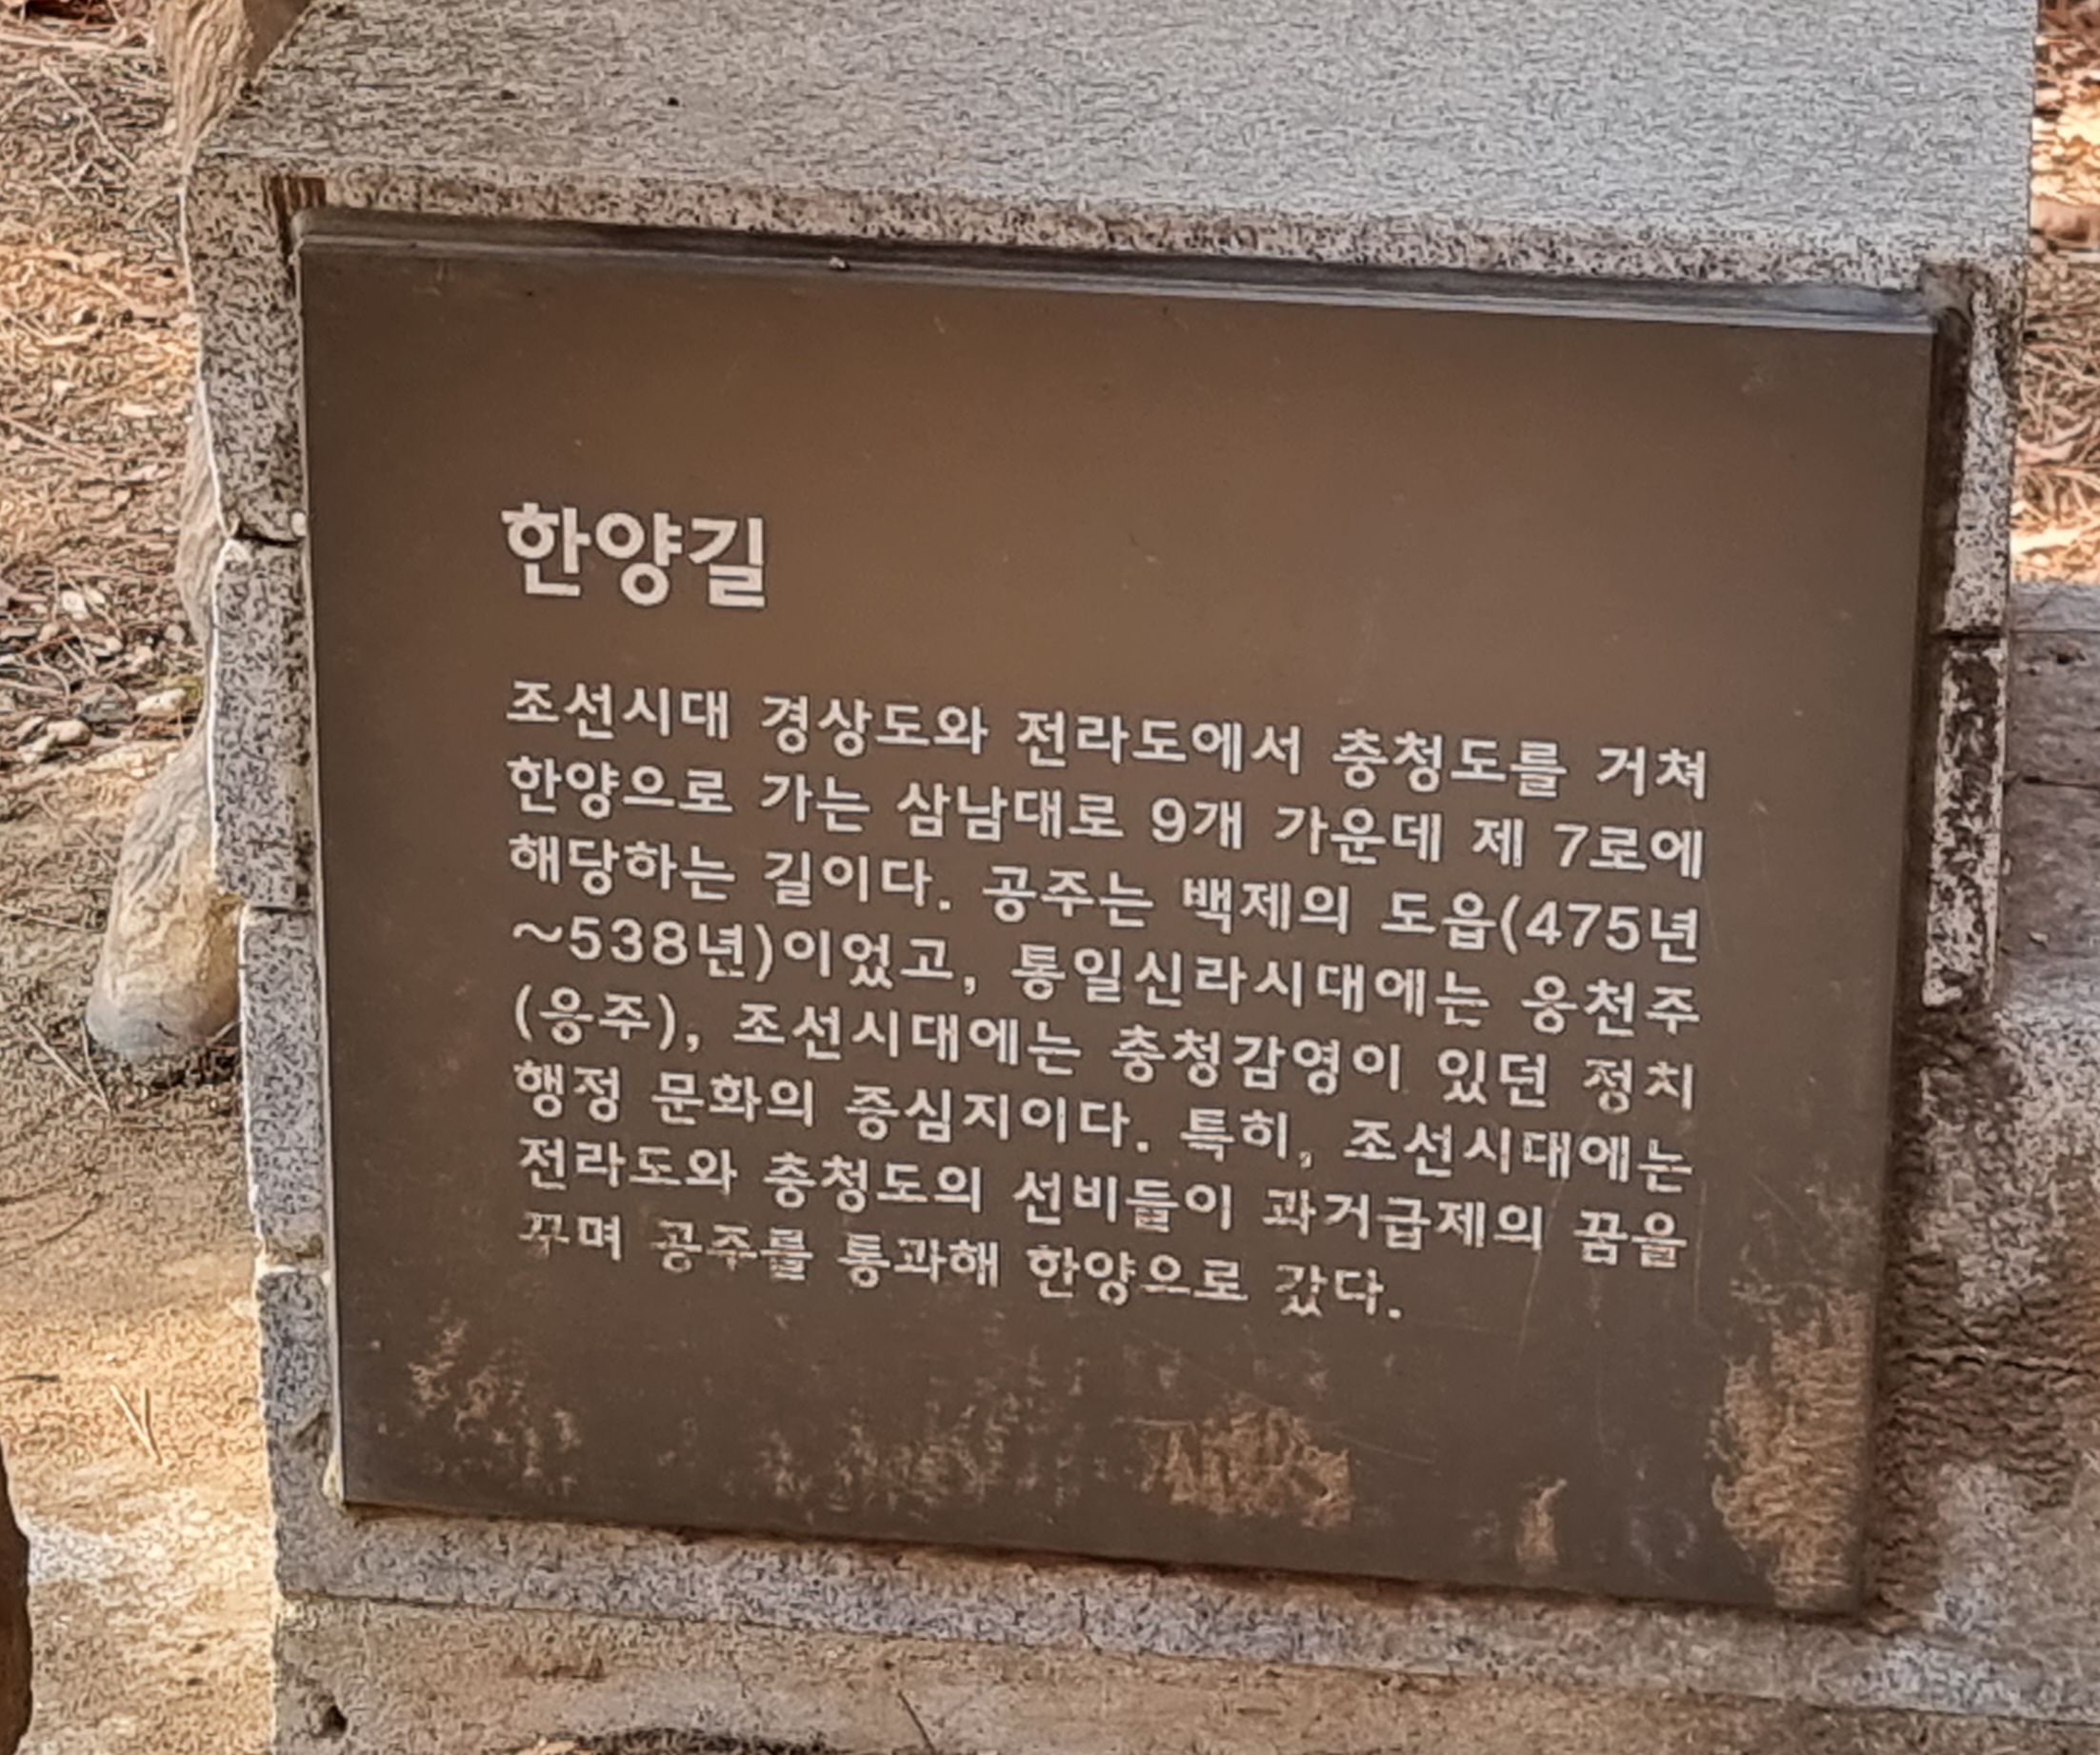 한양길
조선시대 경상도와 전라도에서 충청도를 거쳐
한양으로 가는 삼남대로 9개 가운데 제 7로에
해당하는 길이다. 공주는 백제의 도읍(475년
~538년)이었고, 통일신라시대에는 웅천주
(웅주), 조선시대에는 충청감영이 있던 정치
행정 문화의 중심지이다. 특히, 조선시대에는
전라도와 충청도의 선비들이 과거급제의 꿈을
꾸며 공주를 통과해 한양으로 갔다.